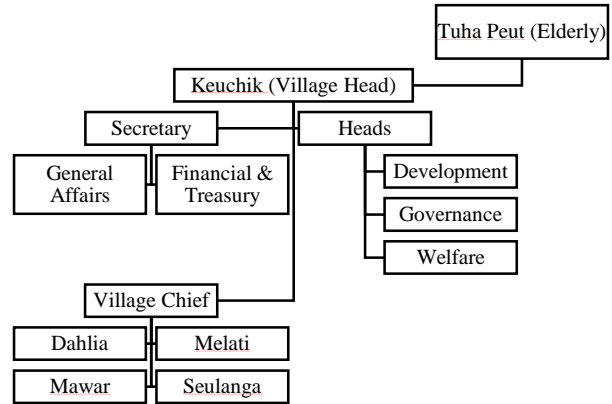 Tuha Peut (Elderly)
Keuchik (Village Head)
Secretary
Heads
General
Affairs
Financial &
Treasury
Development
Governance
Welfare
Village Chief
Dahlia
Melati
Mawar
Seulanga